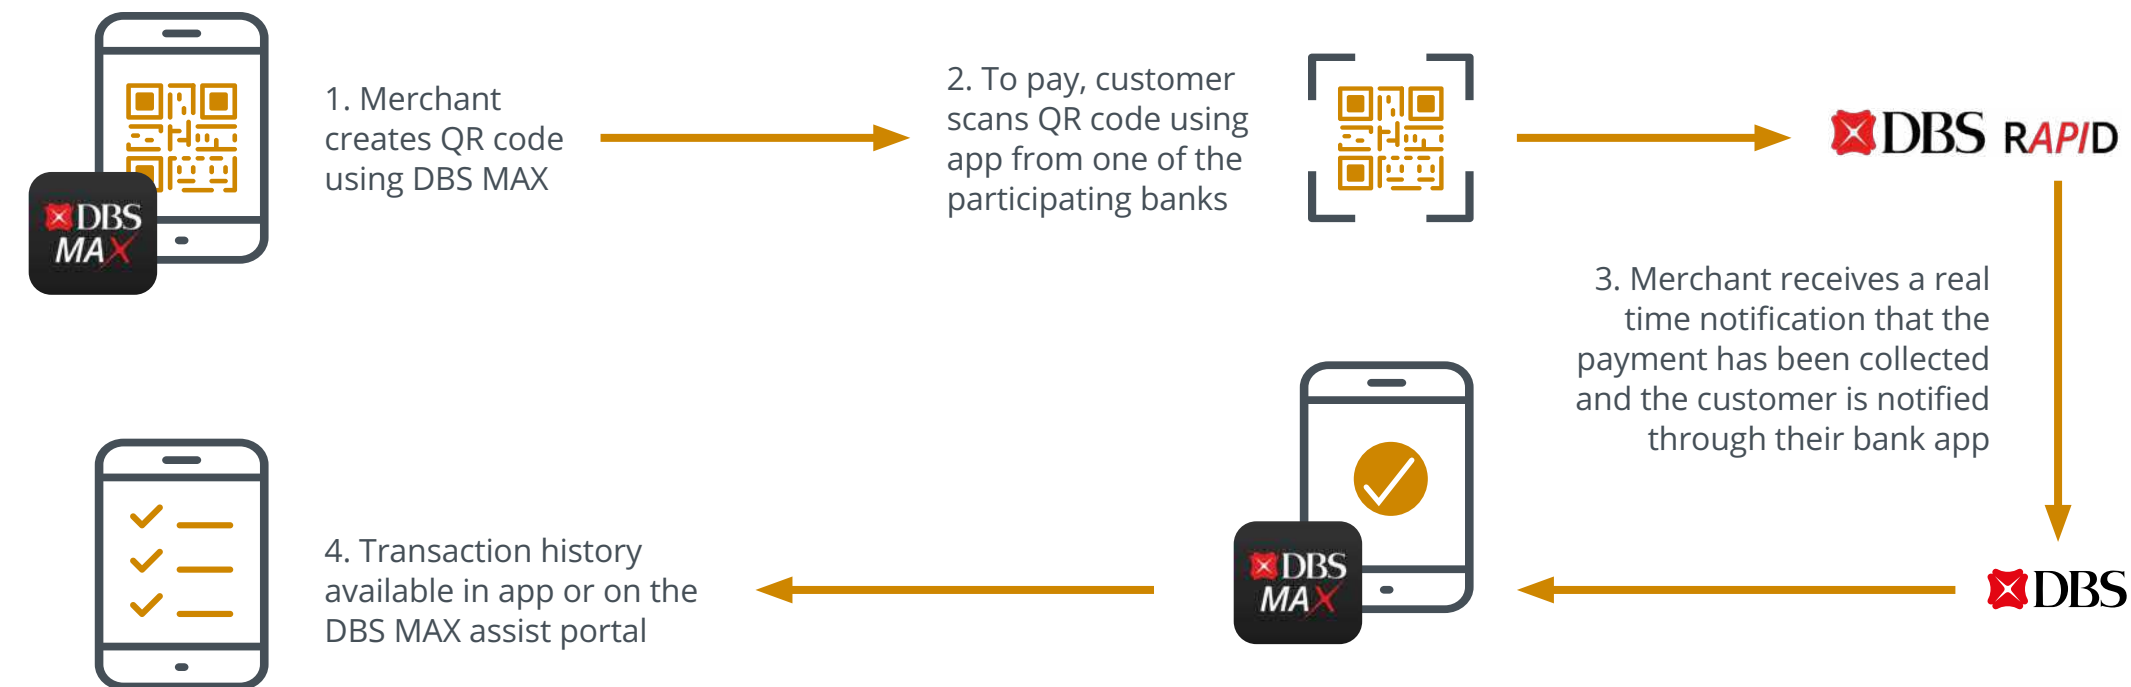 1. Merchant
creates QR code
using DBS MAX
DBS
MAX
2. To pay, customer
scans QR code using
app from one of the
participating banks
DBS RAPID
3. Merchant receives a real
time notification that the
payment has been collected
and the customer is notified
through their bank app
DBS
DBS
MAX
4. Transaction history
available in app or on the
DBS MAX assist portal